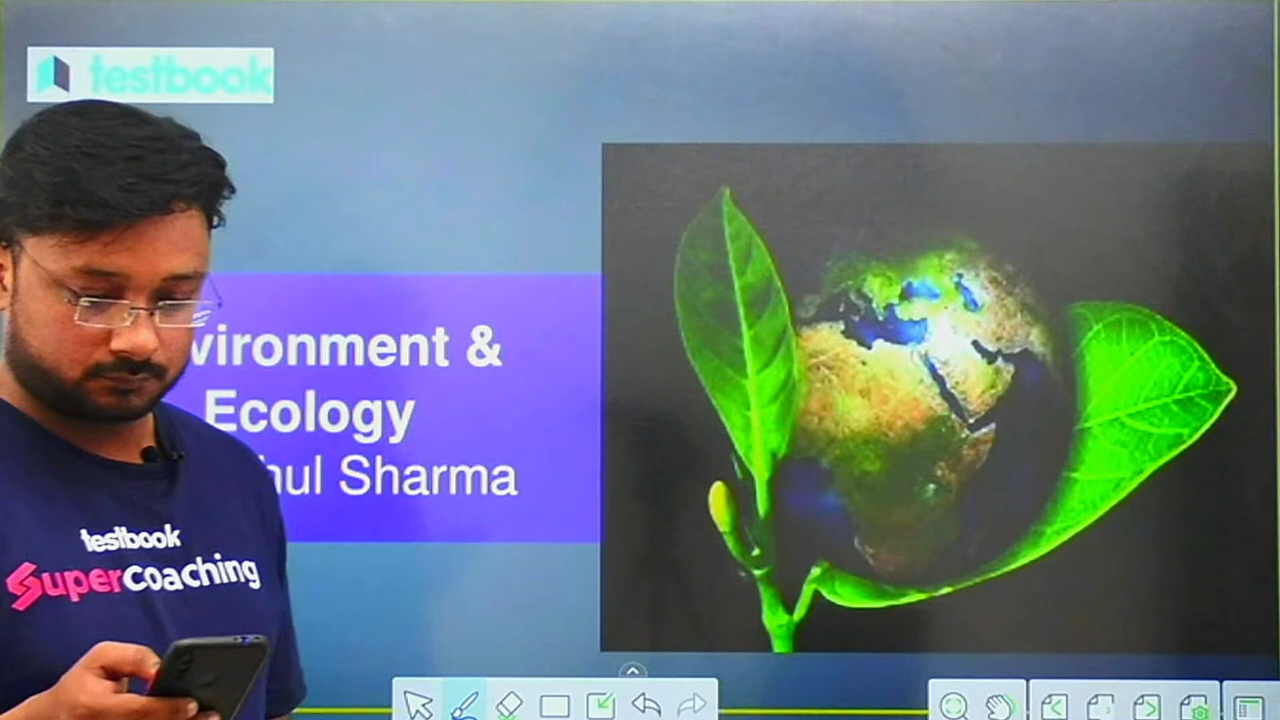 testbook
vironment &
Ecology
hul Sharma
testbook
SuperCoaching